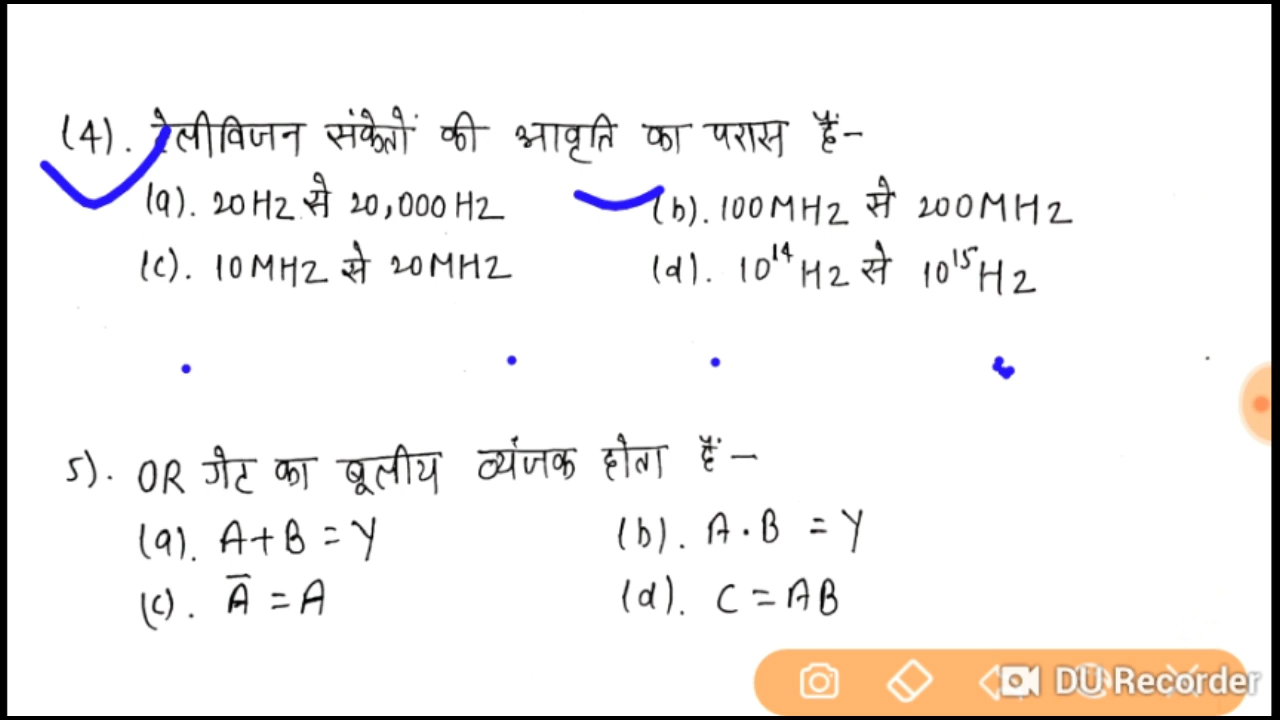 (4). टेलीविजन संकेतों की आवृति का परास हैं-
(a). 20Hz से 20,000Hz (b). 100MHz से 200MHz
(c). 10MHz से 20MHz (d). 10¹⁴Hz से 10¹⁵Hz
5). OR गेट का बूलीय व्यंजक होता हैं -
(a). A+B = Y (b). A.B = Y
(c). A̅ = A (d). C = AB
DU Recorder